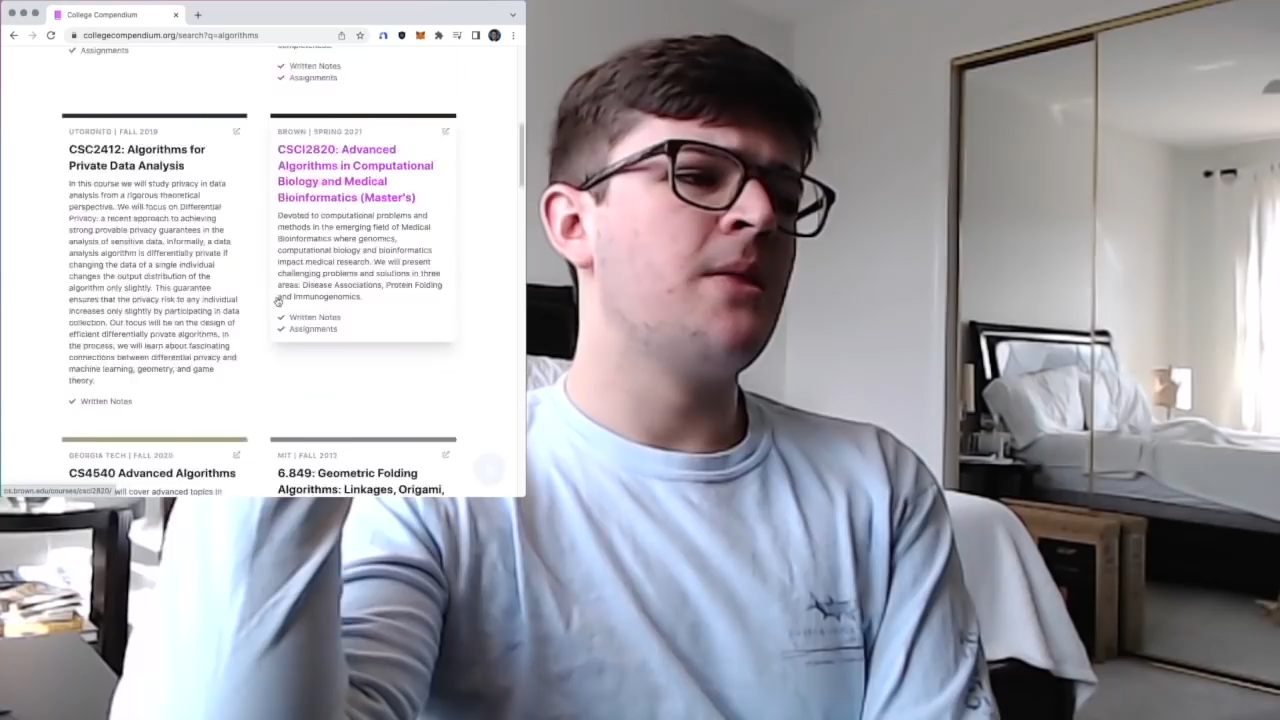 College Compendium
collegecompendium.org/search?q=algorithms
Assignments
Written Notes
Assignments
UTORONTO | FALL 2018
CSC2412: Algorithms for
Private Data Analysis
In this course we will study privacy in data
analysis from a rigorous theoretical
perspective. We will focus on Differential
Privacy: a recent approach to achieving
strong provable privacy guarantees in the
analysis of sensitive data. Informally, a data
analysis algorithm is differentially private if
changing the data of a single individual
changes the output distribution of the
algorithm only slightly. This guarantee
ensures that the privacy risk to any individual
increases only slightly by participating in data
collection. Our focus will be on the design of
efficient differentially private algorithms. In
the process, we will learn about fascinating
connections between differential privacy and
machine learning, geometry, and game
theory.
Written Notes
BROWN | SPRING 2021
CSCI2820: Advanced
Algorithms in Computational
Biology and Medical
Bioinformatics (Master's)
Devoted to computational problems and
methods in the emerging field of Medical
Bioinformatics where genomics,
computational biology and bioinformatics
impact medical research. We will present
challenging problems and solutions in three
areas: Disease Associations, Protein Folding
and Immunogenomics.
Written Notes
Assignments
GEORGIA TECH | FALL 2020
CS4540 Advanced Algorithms
will cover advanced topics in
MIT | FALL 2012
6.849: Geometric Folding
Algorithms: Linkages, Origami,
cs.brown.edu/courses/csci2820/